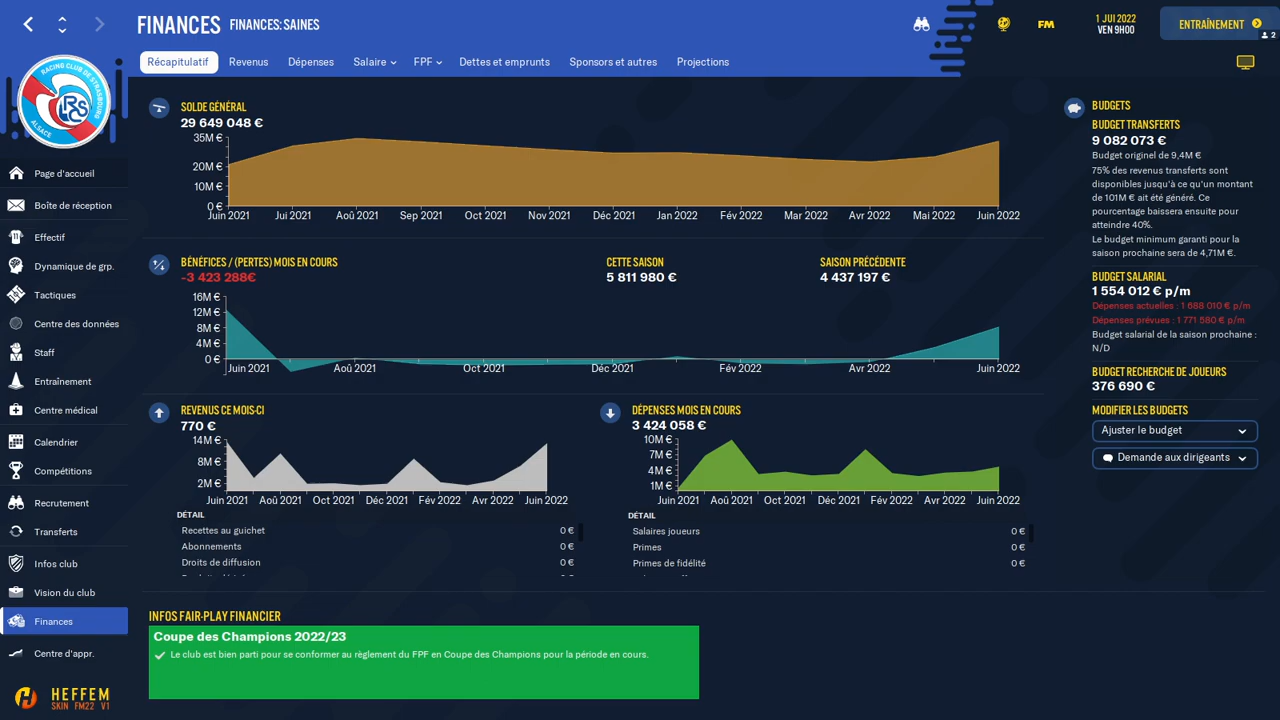 FINANCES
FINANCES: SAINES
FM
1 JUI 2022
VEN 9H00
ENTRAÎNEMENT
2
Récapitulatif
Revenus
Dépenses
Salaire
FPF
Dettes et emprunts
Sponsors et autres
Projections
RACING CLUB DE STRASBOURG
RCS
ALSACE
Page d'accueil
Boîte de réception
Effectif
Dynamique de grp.
Tactiques
Centre des données
Staff
Entraînement
Centre médical
Calendrier
Compétitions
Recrutement
Transferts
Infos club
Vision du club
Finances
Centre d'appr.
HEFFEM
SKIN FM22 V1
SOLDE GÉNÉRAL
29 649 048 €
35M €
20M €
10M €
0 €
Juin 2021 Jui 2021 Aoû 2021 Sep 2021 Oct 2021 Nov 2021 Déc 2021 Jan 2022 Fév 2022 Mar 2022 Avr 2022 Mai 2022 Juin 2022
BÉNÉFICES / (PERTES) MOIS EN COURS
-3 423 288€
CETTE SAISON
5 811 980 €
SAISON PRÉCÉDENTE
4 437 197 €
16M €
12M €
8M €
4M €
0 €
Juin 2021 Aoû 2021 Oct 2021 Déc 2021 Fév 2022 Avr 2022 Juin 2022
REVENUS CE MOIS-CI
770 €
14M €
8M €
2M €
Juin 2021 Aoû 2021 Oct 2021 Déc 2021 Fév 2022 Avr 2022 Juin 2022
DÉTAIL
Recettes au guichet 0 €
Abonnements 0 €
Droits de diffusion 0 €
DÉPENSES MOIS EN COURS
3 424 058 €
10M €
7M €
4M €
1M €
Juin 2021 Aoû 2021 Oct 2021 Déc 2021 Fév 2022 Avr 2022 Juin 2022
DÉTAIL
Salaires joueurs 0 €
Primes 0 €
Primes de fidélité 0 €
INFOS FAIR-PLAY FINANCIER
Coupe des Champions 2022/23
Le club est bien parti pour se conformer au règlement du FPF en Coupe des Champions pour la période en cours.
BUDGETS
BUDGET TRANSFERTS
9 082 073 €
Budget originel de 9,4M €
75% des revenus transferts sont
disponibles jusqu'à ce qu'un montant
de 101M € ait été généré. Ce
pourcentage baissera ensuite pour
atteindre 40%.
Le budget minimum garanti pour la
saison prochaine sera de 4,71M €.
BUDGET SALARIAL
1 554 012 € p/m
Dépenses actuelles : 1 688 010 € p/m
Dépenses prévues : 1 771 580 € p/m
Budget salarial de la saison prochaine :
N/D
BUDGET RECHERCHE DE JOUEURS
376 690 €
MODIFIER LES BUDGETS
Ajuster le budget
Demande aux dirigeants